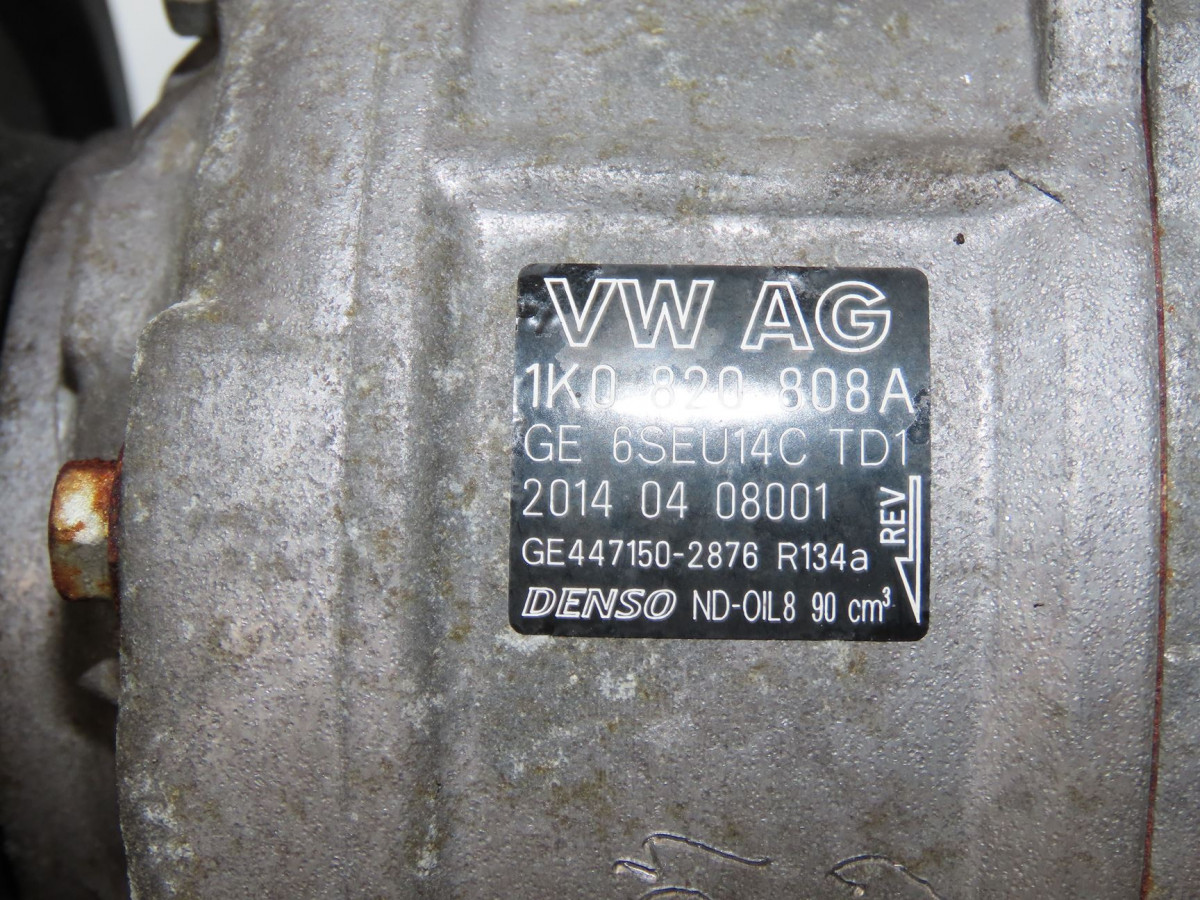 VW AG
1K0 820 808A
GE 6SEU14C TD1
2014 04 08001
REV
GE447150-2876 R134a
DENSO ND-OIL8 90 cm³